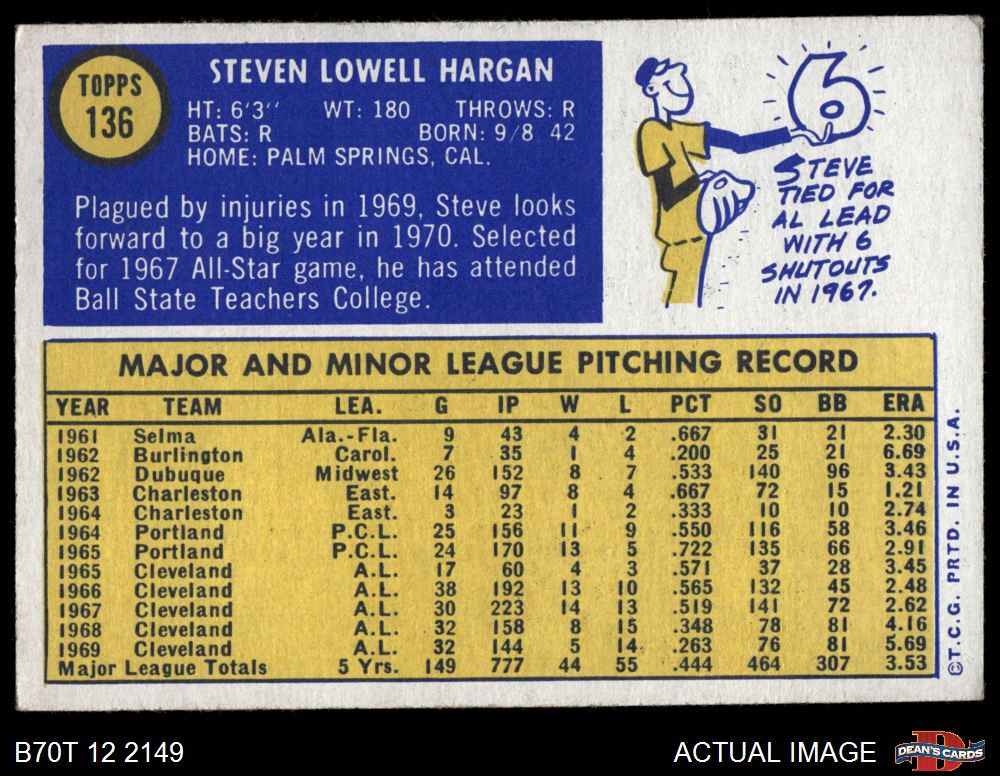 TOPPS
136
STEVEN LOWELL HARGAN
HT: 6'3'' WT: 180 THROWS: R
BATS: R BORN: 9/8 42
HOME: PALM SPRINGS, CAL.
Plagued by injuries in 1969, Steve looks
forward to a big year in 1970. Selected
for 1967 All-Star game, he has attended
Ball State Teachers College.
6
STEVE
TIED FOR
AL LEAD
WITH 6
SHUTOUTS
IN 1967.
MAJOR AND MINOR LEAGUE PITCHING RECORD
YEAR TEAM LEA. G IP W L PCT SO BB ERA
1961 Selma Ala.-Fla. 9 43 4 2 .667 31 21 2.30
1962 Burlington Carol. 7 35 1 4 .200 25 21 6.69
1962 Dubuque Midwest 26 152 8 7 .533 140 96 3.43
1963 Charleston East. 14 97 8 4 .667 72 15 1.21
1964 Charleston East. 3 23 1 2 .333 10 10 2.74
1964 Portland P.C.L. 25 156 11 9 .550 116 58 3.46
1965 Portland P.C.L. 24 170 13 5 .722 135 66 2.91
1965 Cleveland A.L. 17 60 4 3 .571 37 28 3.45
1966 Cleveland A.L. 38 192 13 10 .565 132 45 2.48
1967 Cleveland A.L. 30 223 14 13 .519 141 72 2.62
1968 Cleveland A.L. 32 158 8 15 .348 78 81 4.16
1969 Cleveland A.L. 32 144 5 14 .263 76 81 5.69
Major League Totals 5 Yrs. 149 777 44 55 .444 464 307 3.53
©T.C.G. PRTD. IN U.S.A.
B70T 12 2149
ACTUAL IMAGE
D
DEAN'S CARDS